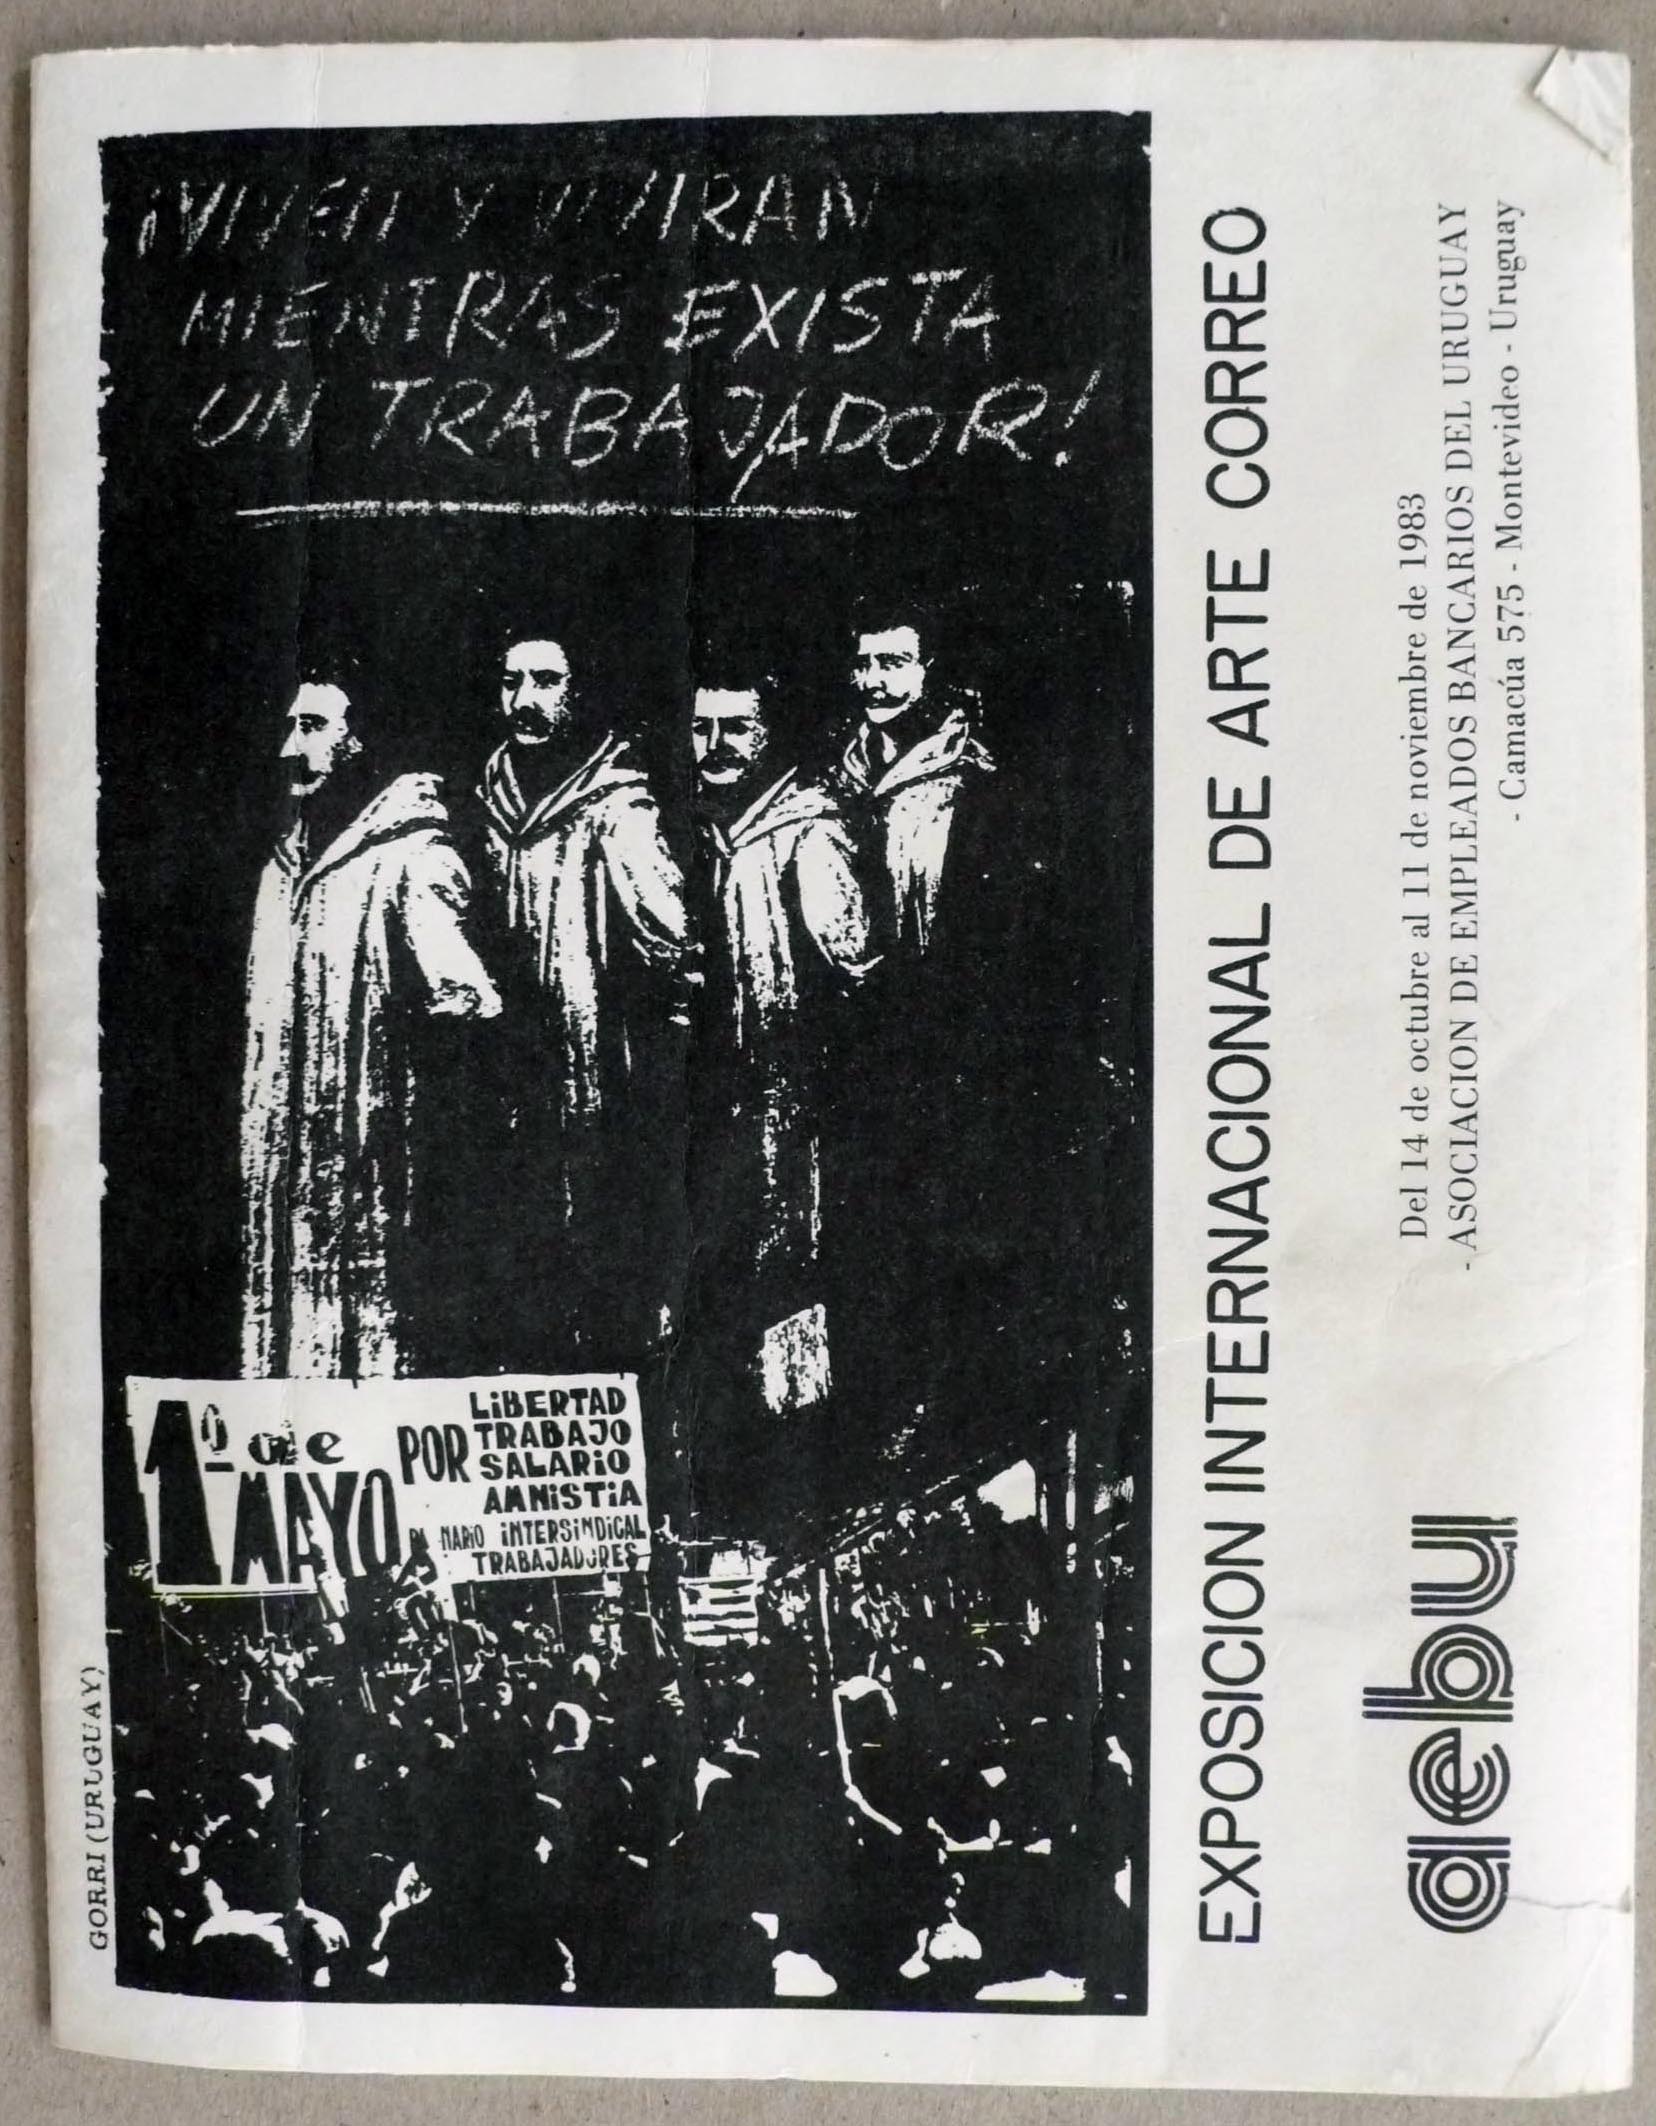 ¡VIVEN Y VIVIRAN
MIENTRAS EXISTA
UN TRABAJADOR!
1º de
MAYO
POR
LIBERTAD
TRABAJO
SALARIO
AMNISTIA
NARIO INTERSINDICAL
TRABAJADORES
GORRI (URUGUAY)
EXPOSICION INTERNACIONAL DE ARTE CORREO
aebu
Del 14 de octubre al 11 de noviembre de 1983
- ASOCIACION DE EMPLEADOS BANCARIOS DEL URUGUAY
- Camacúa 575 - Montevideo - Uruguay